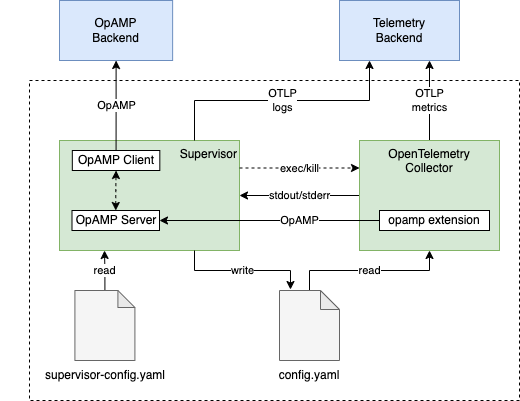 OpAMP
Backend
Telemetry
Backend
OpAMP
OTLP
logs
OTLP
metrics
OpAMP Client
Supervisor
OpenTelemetry
Collector
exec/kill
stdout/stderr
OpAMP Server
OpAMP
opamp extension
read
write
read
supervisor-config.yaml
config.yaml